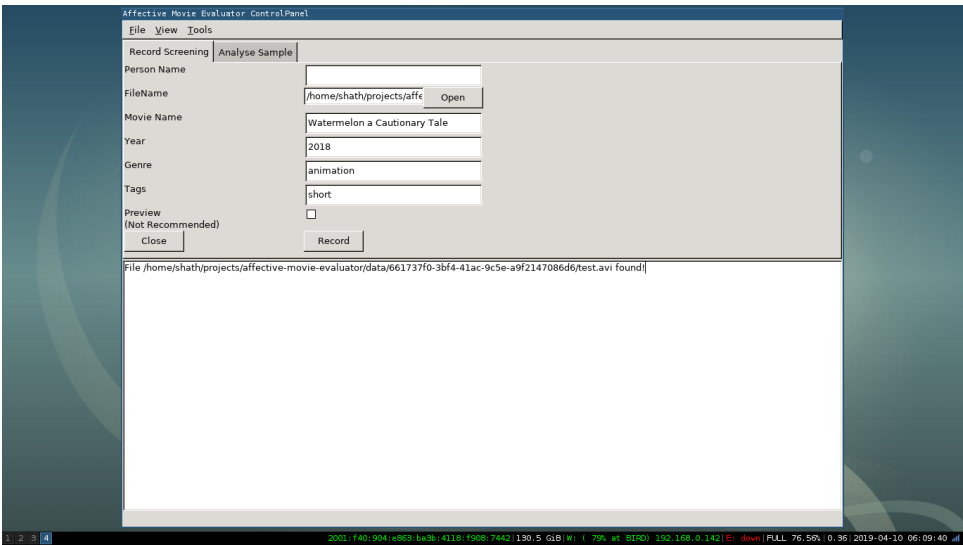 Affective Movie Evaluator ControlPanel
File View Tools
Record Screening Analyse Sample
Person Name
FileName /home/shath/projects/affe Open
Movie Name Watermelon a Cautionary Tale
Year 2018
Genre animation
Tags short
Preview
(Not Recommended)
Close Record
File /home/shath/projects/affective-movie-evaluator/data/661737f0-3bf4-41ac-9c5e-a9f2147086d6/test.avi found!
1 2 3 4 2001:f40:904:e863:ba3b:4118:f908:7442|130.5 GiB|W: ( 79% at BIRD) 192.168.0.142|E: down|FULL 76.56%|0.36|2019-04-10 06:09:40